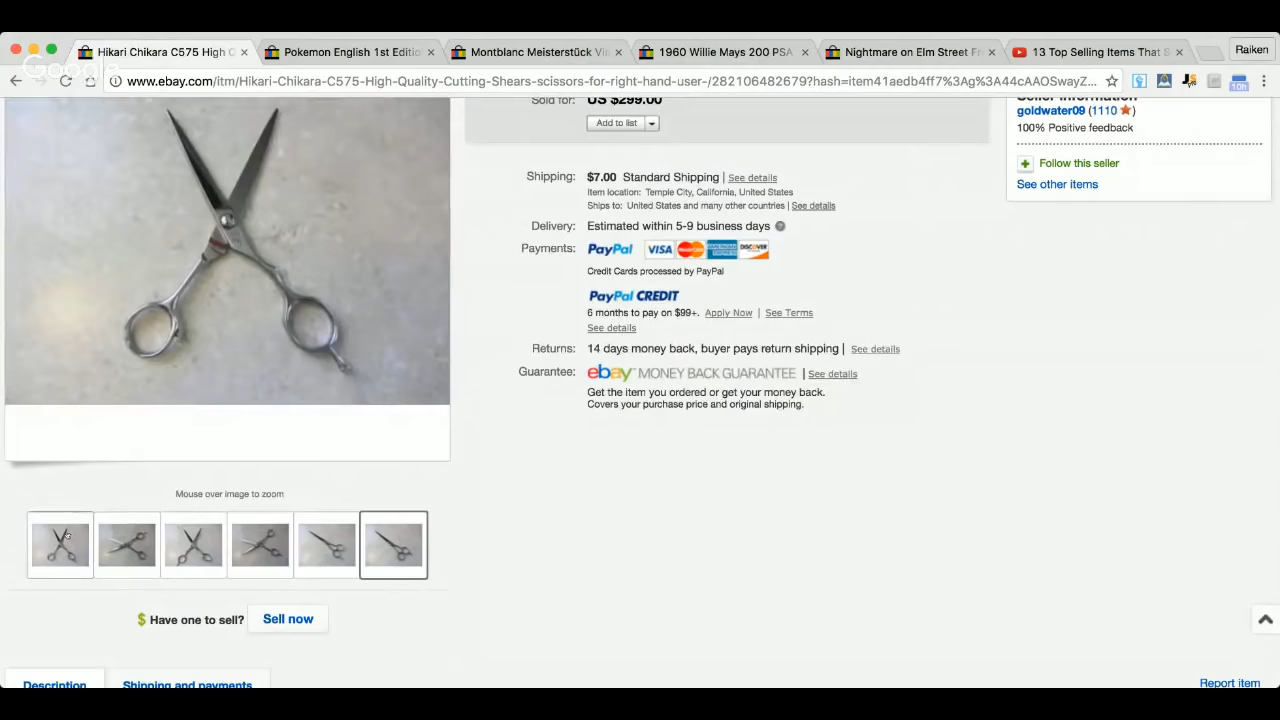 Hikari Chikara C575 High Q
Pokemon English 1st Editio
Montblanc Meisterstück Vi
1960 Willie Mays 200 PSA
Nightmare on Elm Street Fr
13 Top Selling Items That S
Raiken
Google
www.ebay.com/itm/Hikari-Chikara-C575-High-Quality-Cutting-Shears-scissors-for-right-hand-user-/282106482679?hash=item41aedb4ff7%3Ag%3A44cAAOSwayZ...
10h
Sold for: US $299.00
Add to list
Seller information
goldwater09 (1110)
100% Positive feedback
Follow this seller
See other items
Shipping: $7.00 Standard Shipping | See details
Item location: Temple City, California, United States
Ships to: United States and many other countries | See details
Delivery: Estimated within 5-9 business days
Payments: PayPal VISA MasterCard AMERICAN EXPRESS DISCOVER
Credit Cards processed by PayPal
PayPal CREDIT
6 months to pay on $99+. Apply Now | See Terms
See details
Returns: 14 days money back, buyer pays return shipping | See details
Guarantee: ebay MONEY BACK GUARANTEE | See details
Get the item you ordered or get your money back.
Covers your purchase price and original shipping.
Mouse over image to zoom
$ Have one to sell? Sell now
Description
Shipping and payments
Report item